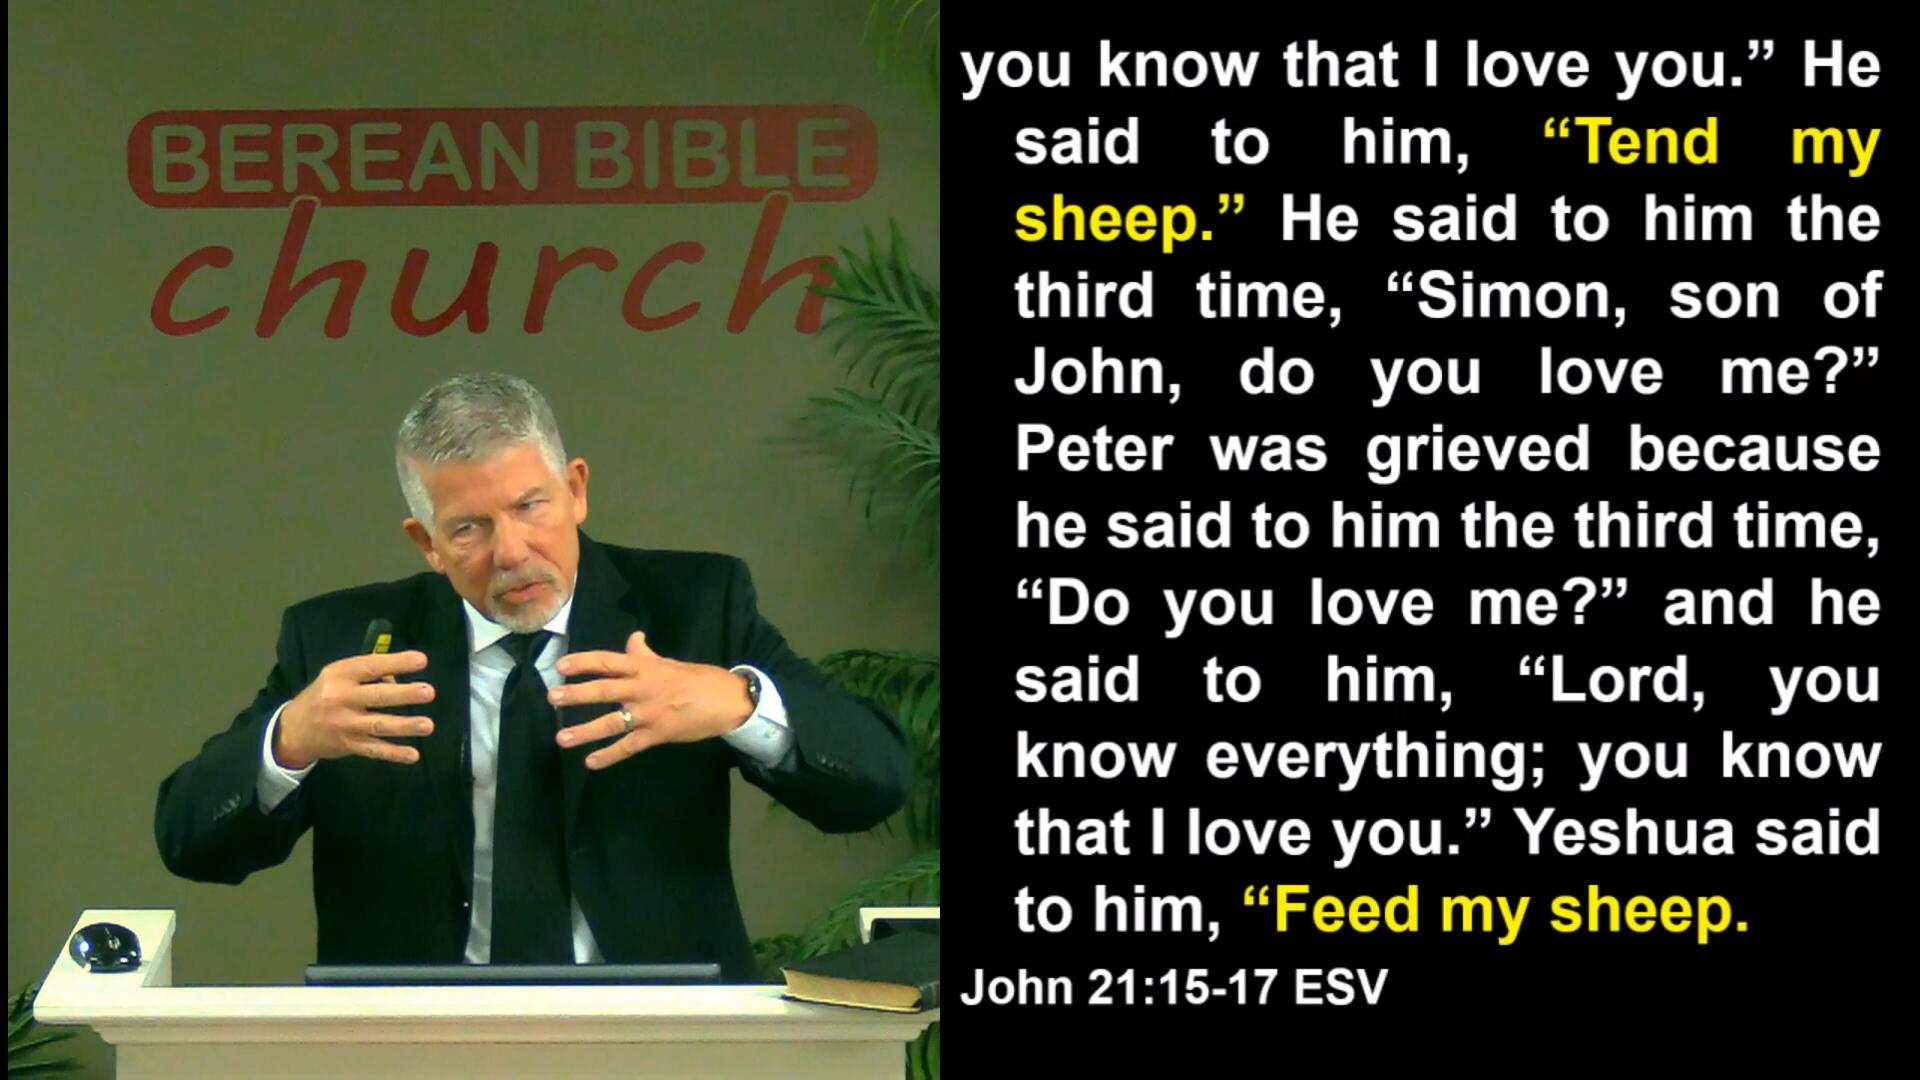 BEREAN BIBLE
church
you know that I love you.” He
said to him, “Tend my
sheep.” He said to him the
third time, “Simon, son of
John, do you love me?”
Peter was grieved because
he said to him the third time,
“Do you love me?” and he
said to him, “Lord, you
know everything; you know
that I love you.” Yeshua said
to him, “Feed my sheep.
John 21:15-17 ESV